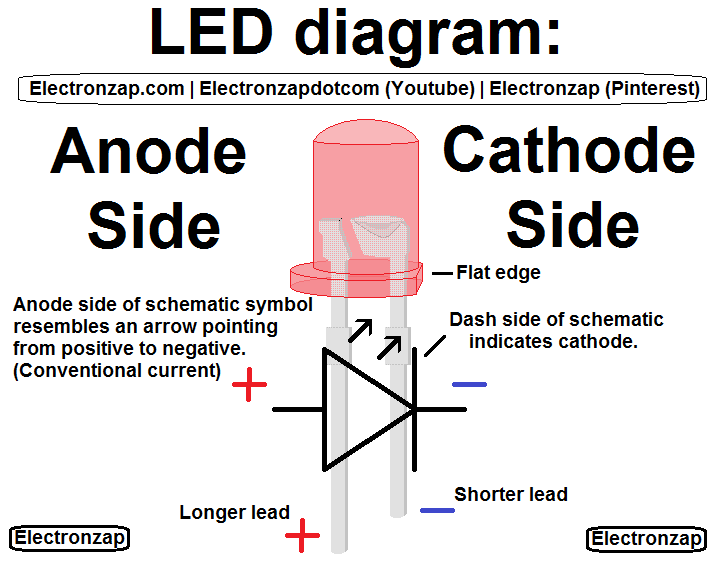 LED diagram:
Electronzap.com | Electronzapdotcom (Youtube) | Electronzap (Pinterest)
Anode
Side
Cathode
Side
Flat edge
Anode side of schematic symbol
resembles an arrow pointing
from positive to negative.
(Conventional current)
+
Dash side of schematic
indicates cathode.
−
Longer lead
+
Shorter lead
−
Electronzap
Electronzap